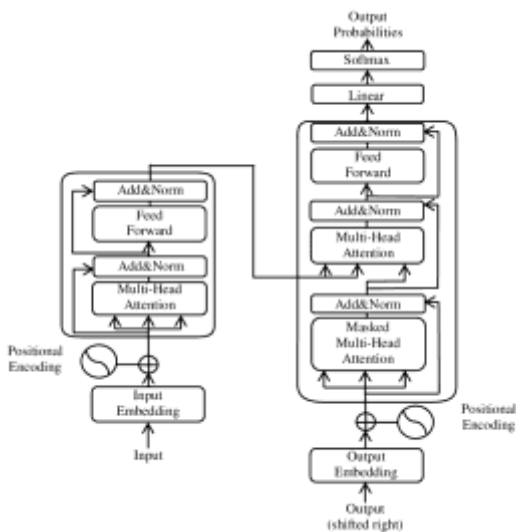 Output
Probabilities
Softmax
Linear
Add&Norm
Feed
Forward
Add&Norm
Multi-Head
Attention
Add&Norm
Masked
Multi-Head
Attention
Positional
Encoding
Output
Embedding
Output
(shifted right)
Add&Norm
Feed
Forward
Add&Norm
Multi-Head
Attention
Positional
Encoding
Input
Embedding
Input